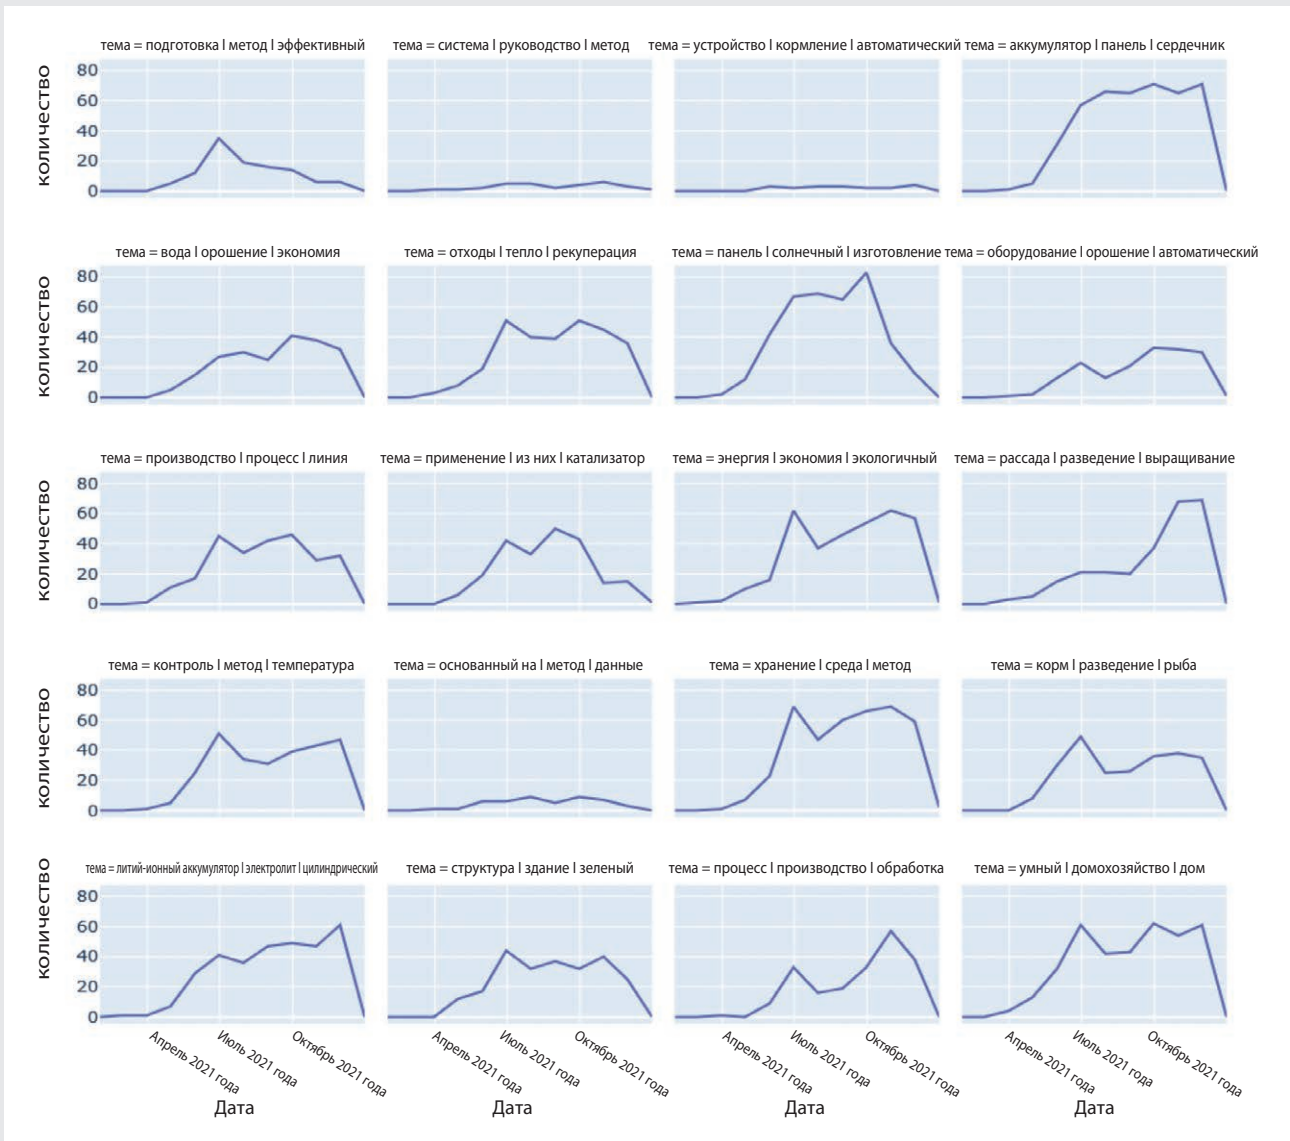 тема = подготовка | метод | эффективный
тема = система | руководство | метод
тема = устройство | кормление | автоматический
тема = аккумулятор | панель | сердечник
количество
80
60
40
20
0
тема = вода | орошение | экономия
тема = отходы | тепло | рекуперация
тема = панель | солнечный | изготовление
тема = оборудование | орошение | автоматический
количество
80
60
40
20
0
тема = производство | процесс | линия
тема = применение | из них | катализатор
тема = энергия | экономия | экологичный
тема = рассада | разведение | выращивание
количество
80
60
40
20
0
тема = контроль | метод | температура
тема = основанный на | метод | данные
тема = хранение | среда | метод
тема = корм | разведение | рыба
количество
80
60
40
20
0
тема = литий-ионный аккумулятор | электролит | цилиндрический
тема = структура | здание | зеленый
тема = процесс | производство | обработка
тема = умный | домохозяйство | дом
количество
80
60
40
20
0
Апрель 2021 года
Июль 2021 года
Октябрь 2021 года
Апрель 2021 года
Июль 2021 года
Октябрь 2021 года
Апрель 2021 года
Июль 2021 года
Октябрь 2021 года
Апрель 2021 года
Июль 2021 года
Октябрь 2021 года
Дата
Дата
Дата
Дата